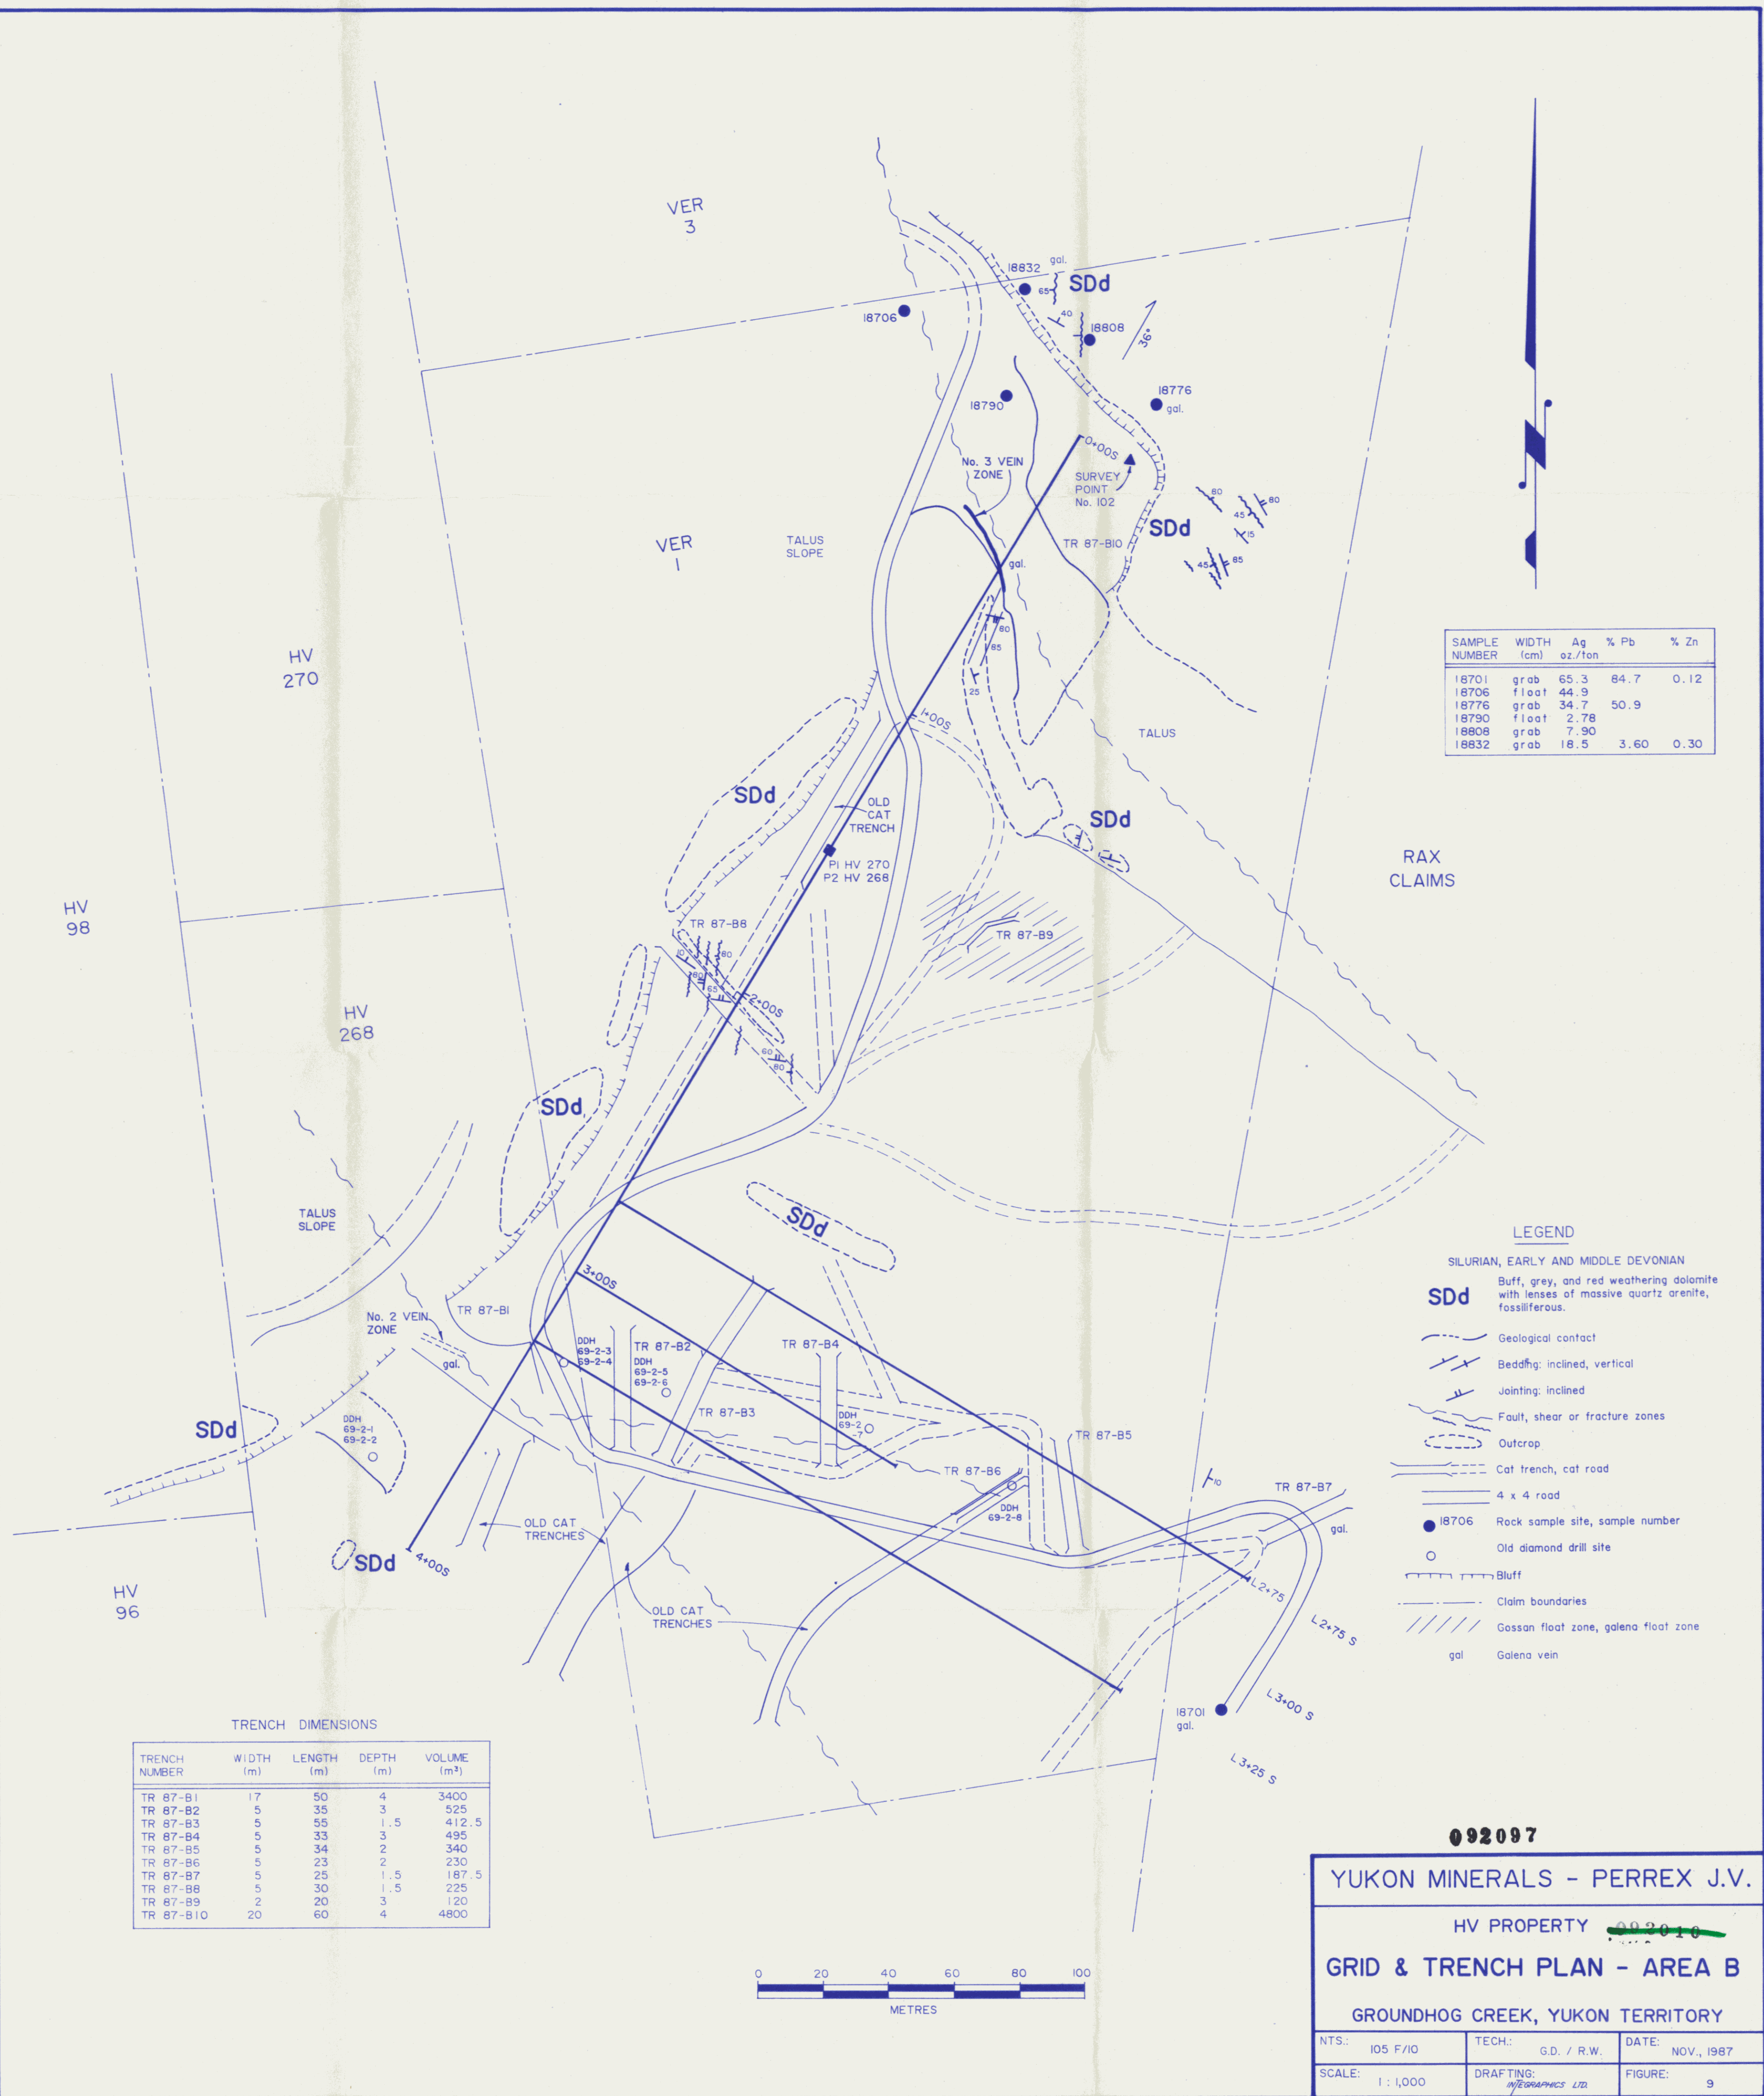 VER
3
18832 gal.
65
SDd
40
18808
18706
36°
18776
gal.
18790
0+00S
No. 3 VEIN
ZONE
SURVEY
POINT
No. 102
80
80
45
15
SDd
VER
1
TALUS
SLOPE
TR 87-B10
gal.
45
85
80
85
25
HV
270
SAMPLE NUMBER WIDTH (cm) Ag oz./ton % Pb % Zn
18701 grab 65.3 84.7 0.12
18706 float 44.9
18776 grab 34.7 50.9
18790 float 2.78
18808 grab 7.90
18832 grab 18.5 3.60 0.30
1+00S
TALUS
SDd
OLD
CAT
TRENCH
SDd
P1 HV 270
P2 HV 268
RAX
CLAIMS
HV
98
TR 87-B8
TR 87-B9
10
80
80
65
2+00S
60
80
HV
268
SDd
TALUS
SLOPE
SDd
3+00S
No. 2 VEIN
ZONE
TR 87-B1
gal.
DDH
69-2-3
69-2-4
TR 87-B2
DDH
69-2-5
69-2-6
TR 87-B4
TR 87-B3
DDH
69-2
-7
SDd
DDH
69-2-1
69-2-2
TR 87-B5
TR 87-B6
DDH
69-2-8
10
TR 87-B7
gal.
OLD CAT
TRENCHES
SDd
4+00S
HV
96
OLD CAT
TRENCHES
L2+75
L2+75 S
L3+00 S
18701
gal.
L3+25 S
LEGEND
SILURIAN, EARLY AND MIDDLE DEVONIAN
SDd
Buff, grey, and red weathering dolomite
with lenses of massive quartz arenite,
fossiliferous.
Geological contact
Bedding: inclined, vertical
Jointing: inclined
Fault, shear or fracture zones
Outcrop
Cat trench, cat road
4 x 4 road
18706 Rock sample site, sample number
Old diamond drill site
Bluff
Claim boundaries
Gossan float zone, galena float zone
gal Galena vein
TRENCH DIMENSIONS
TRENCH NUMBER WIDTH (m) LENGTH (m) DEPTH (m) VOLUME (m³)
TR 87-B1 17 50 4 3400
TR 87-B2 5 35 3 525
TR 87-B3 5 55 1.5 412.5
TR 87-B4 5 33 3 495
TR 87-B5 5 34 2 340
TR 87-B6 5 23 2 230
TR 87-B7 5 25 1.5 187.5
TR 87-B8 5 30 1.5 225
TR 87-B9 2 20 3 120
TR 87-B10 20 60 4 4800
0 20 40 60 80 100
METRES
092097
YUKON MINERALS - PERREX J.V.
HV PROPERTY
GRID & TRENCH PLAN - AREA B
GROUNDHOG CREEK, YUKON TERRITORY
NTS.: 105 F/10
TECH.: G.D. / R.W.
DATE: NOV., 1987
SCALE: 1 : 1,000
DRAFTING: INTEGRAPHICS LTD.
FIGURE: 9